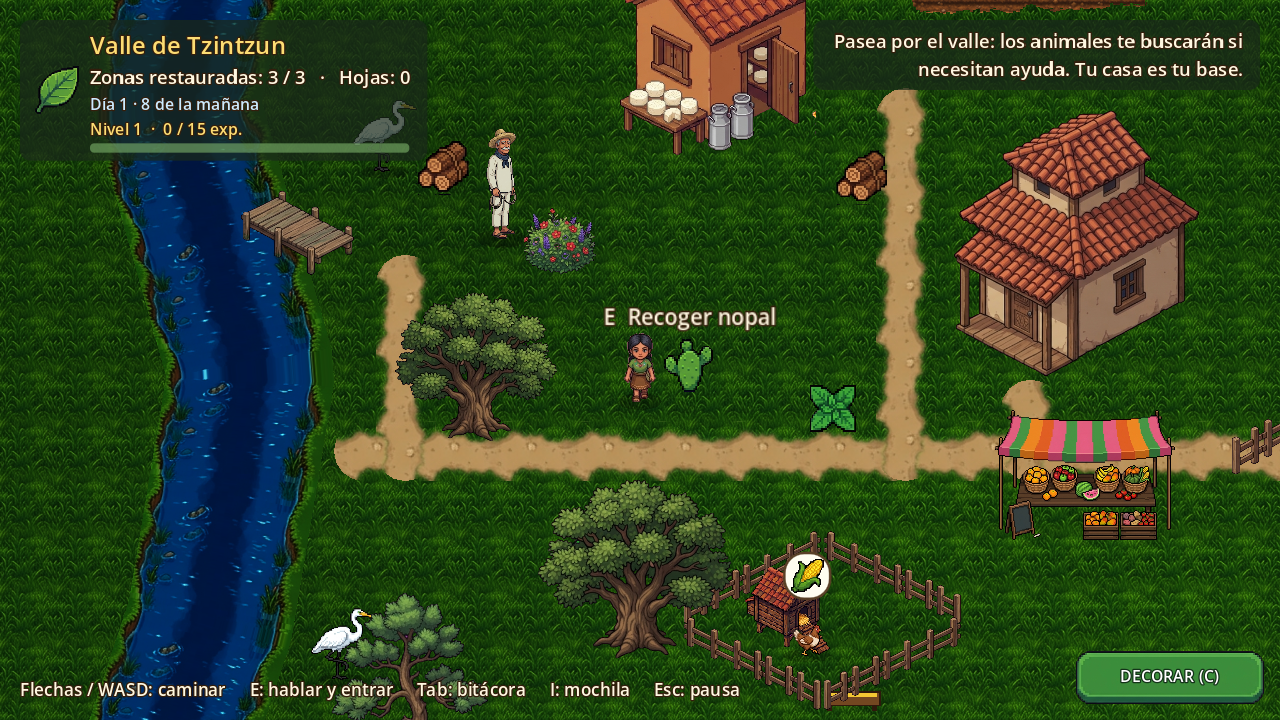 Valle de Tzintzun
Zonas restauradas: 3 / 3 · Hojas: 0
Día 1 · 8 de la mañana
Nivel 1 · 0 / 15 exp.
Pasea por el valle: los animales te buscarán si
necesitan ayuda. Tu casa es tu base.
E Recoger nopal
Flechas / WASD: caminar E: hablar y entrar Tab: bitácora I: mochila Esc: pausa
DECORAR (C)